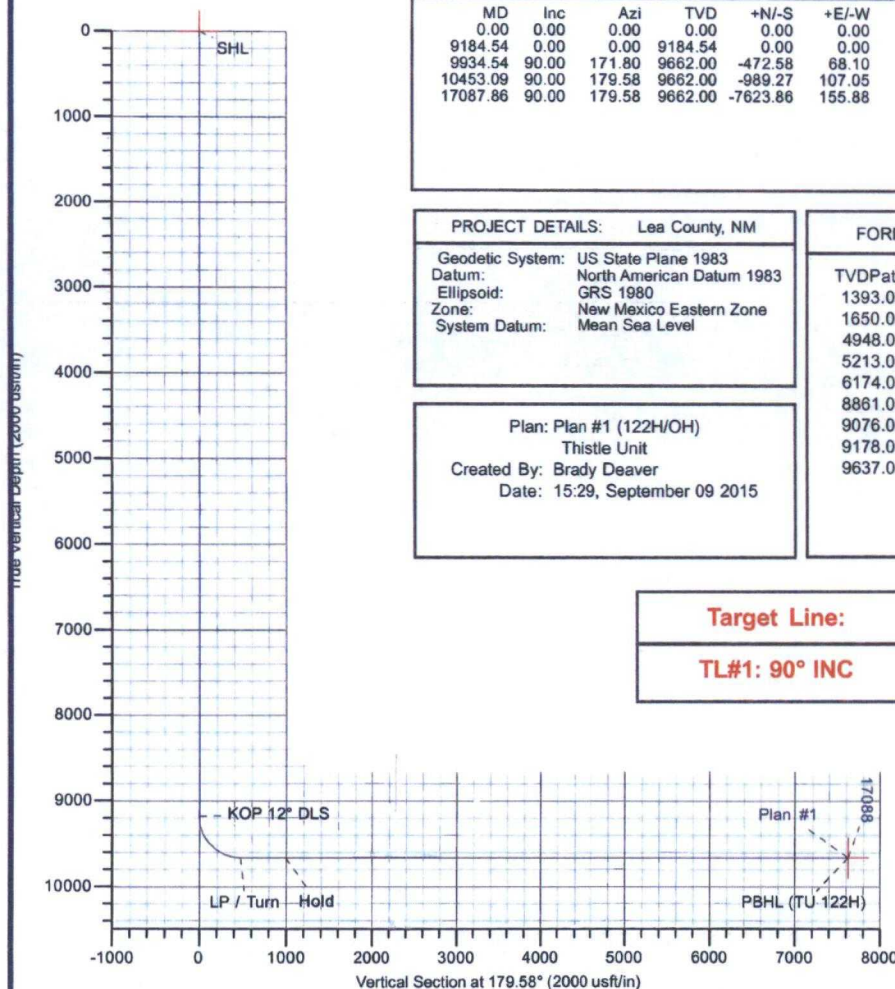 MD Inc Azi TVD +N/-S +E/-W
0.00 0.00 0.00 0.00 0.00 0.00
9184.54 0.00 0.00 9184.54 0.00 0.00
9934.54 90.00 171.80 9662.00 -472.58 68.10
10453.09 90.00 179.58 9662.00 -989.27 107.05
17087.86 90.00 179.58 9662.00 -7623.86 155.88
PROJECT DETAILS: Lea County, NM
Geodetic System: US State Plane 1983
Datum: North American Datum 1983
Ellipsoid: GRS 1980
Zone: New Mexico Eastern Zone
System Datum: Mean Sea Level
TVDPat
1393.0
1650.0
4948.0
5213.0
6174.0
8861.0
9076.0
9178.0
9637.0
Plan: Plan #1 (122H/OH)
Thistle Unit
Created By: Brady Deaver
Date: 15:29, September 09 2015
Target Line:
TL#1: 90° INC
True Vertical Depth (2000 usft/in)
0
1000
2000
3000
4000
5000
6000
7000
8000
9000
10000
SHL
KOP 12° DLS
LP / Turn
Hold
Plan #1
17088
PBHL (TU 122H)
-1000 0 1000 2000 3000 4000 5000 6000 7000 8000
Vertical Section at 179.58° (2000 usft/in)